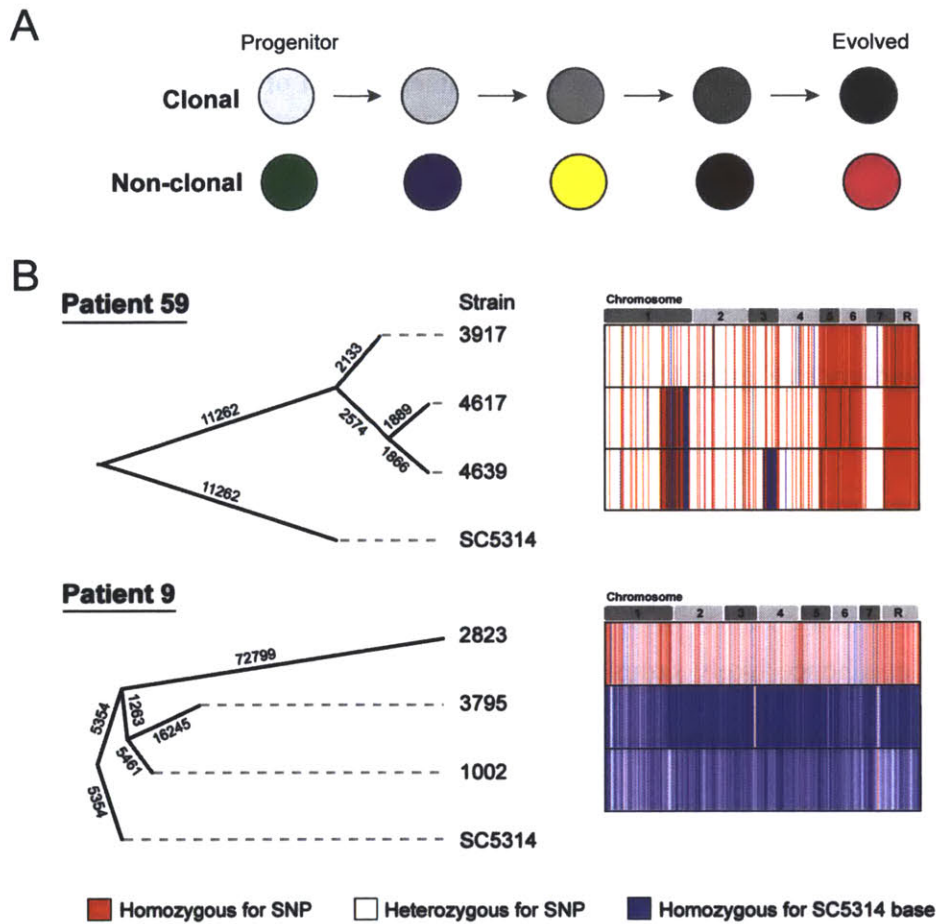 A
Progenitor
Evolved
Clonal
Non-clonal
B
Patient 59
Strain
3917
4617
4639
SC5314
2133
11262
2574
1889
1866
11262
Chromosome
1 2 3 4 5 6 7 R
Patient 9
2823
3795
1002
SC5314
72799
5354
1263
16245
5461
5354
Chromosome
1 2 3 4 5 6 7 R
Homozygous for SNP
Heterozygous for SNP
Homozygous for SC5314 base